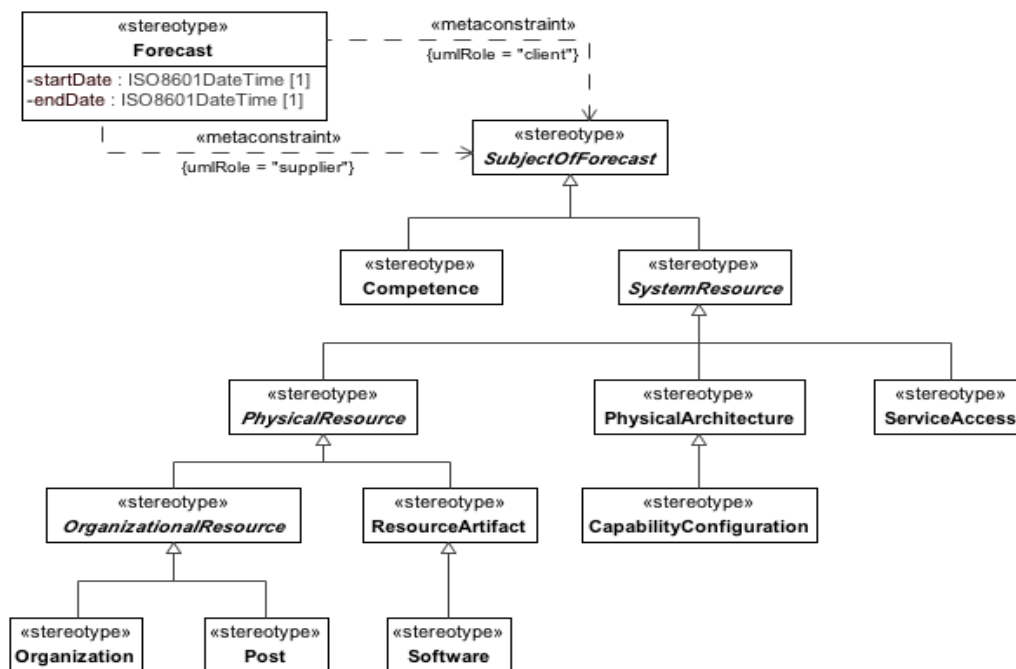 «stereotype»
Forecast
-startDate : ISO8601DateTime [1]
-endDate : ISO8601DateTime [1]
«metaconstraint»
{umlRole = "client"}
«metaconstraint»
{umlRole = "supplier"}
«stereotype»
SubjectOfForecast
«stereotype»
Competence
«stereotype»
SystemResource
«stereotype»
PhysicalResource
«stereotype»
PhysicalArchitecture
«stereotype»
ServiceAccess
«stereotype»
OrganizationalResource
«stereotype»
ResourceArtifact
«stereotype»
CapabilityConfiguration
«stereotype»
Organization
«stereotype»
Post
«stereotype»
Software